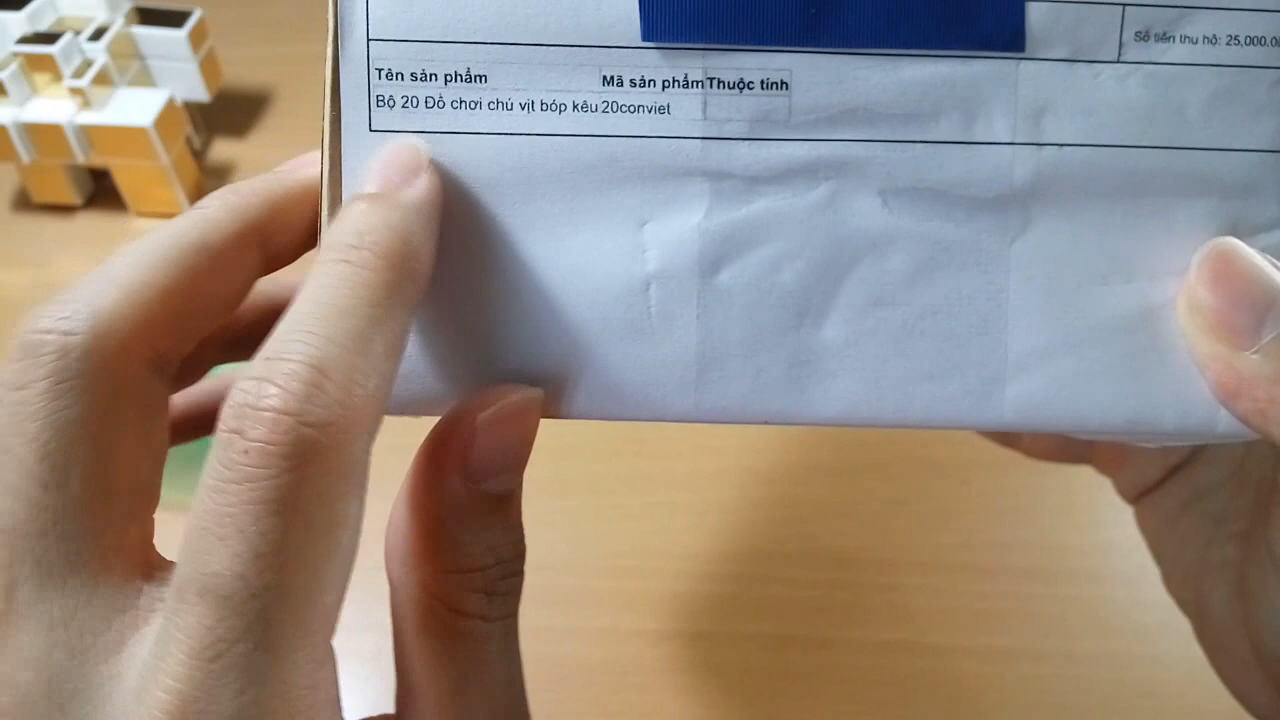 Số tiền thu hộ: 25,000.0
Tên sản phẩm Mã sản phẩm Thuộc tính
Bộ 20 Đồ chơi chú vịt bóp kêu 20conviet